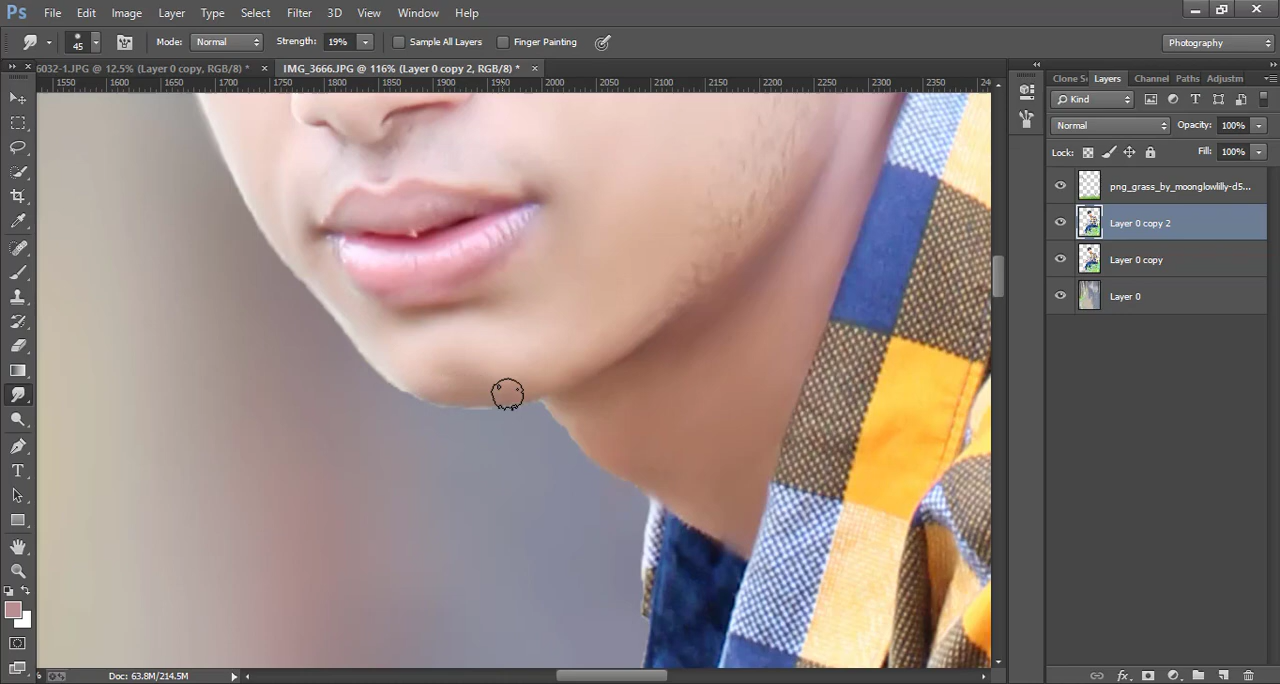 Ps File Edit Image Layer Type Select Filter 3D View Window Help
45 Mode: Normal Strength: 19% Sample All Layers Finger Painting Photography
6032-1.JPG @ 12.5% (Layer 0 copy, RGB/8) * × IMG_3666.JPG @ 116% (Layer 0 copy 2, RGB/8) * ×
1550 1600 1650 1700 1750 1800 1850 1900 1950 2000 2050 2100 2150 2200 2250 2300 2350
Clone S Layers Channel Paths Adjustm
Kind
Normal Opacity: 100%
Lock: Fill: 100%
png_grass_by_moonglowlilly-d5...
Layer 0 copy 2
Layer 0 copy
Layer 0
Doc: 63.8M/214.5M